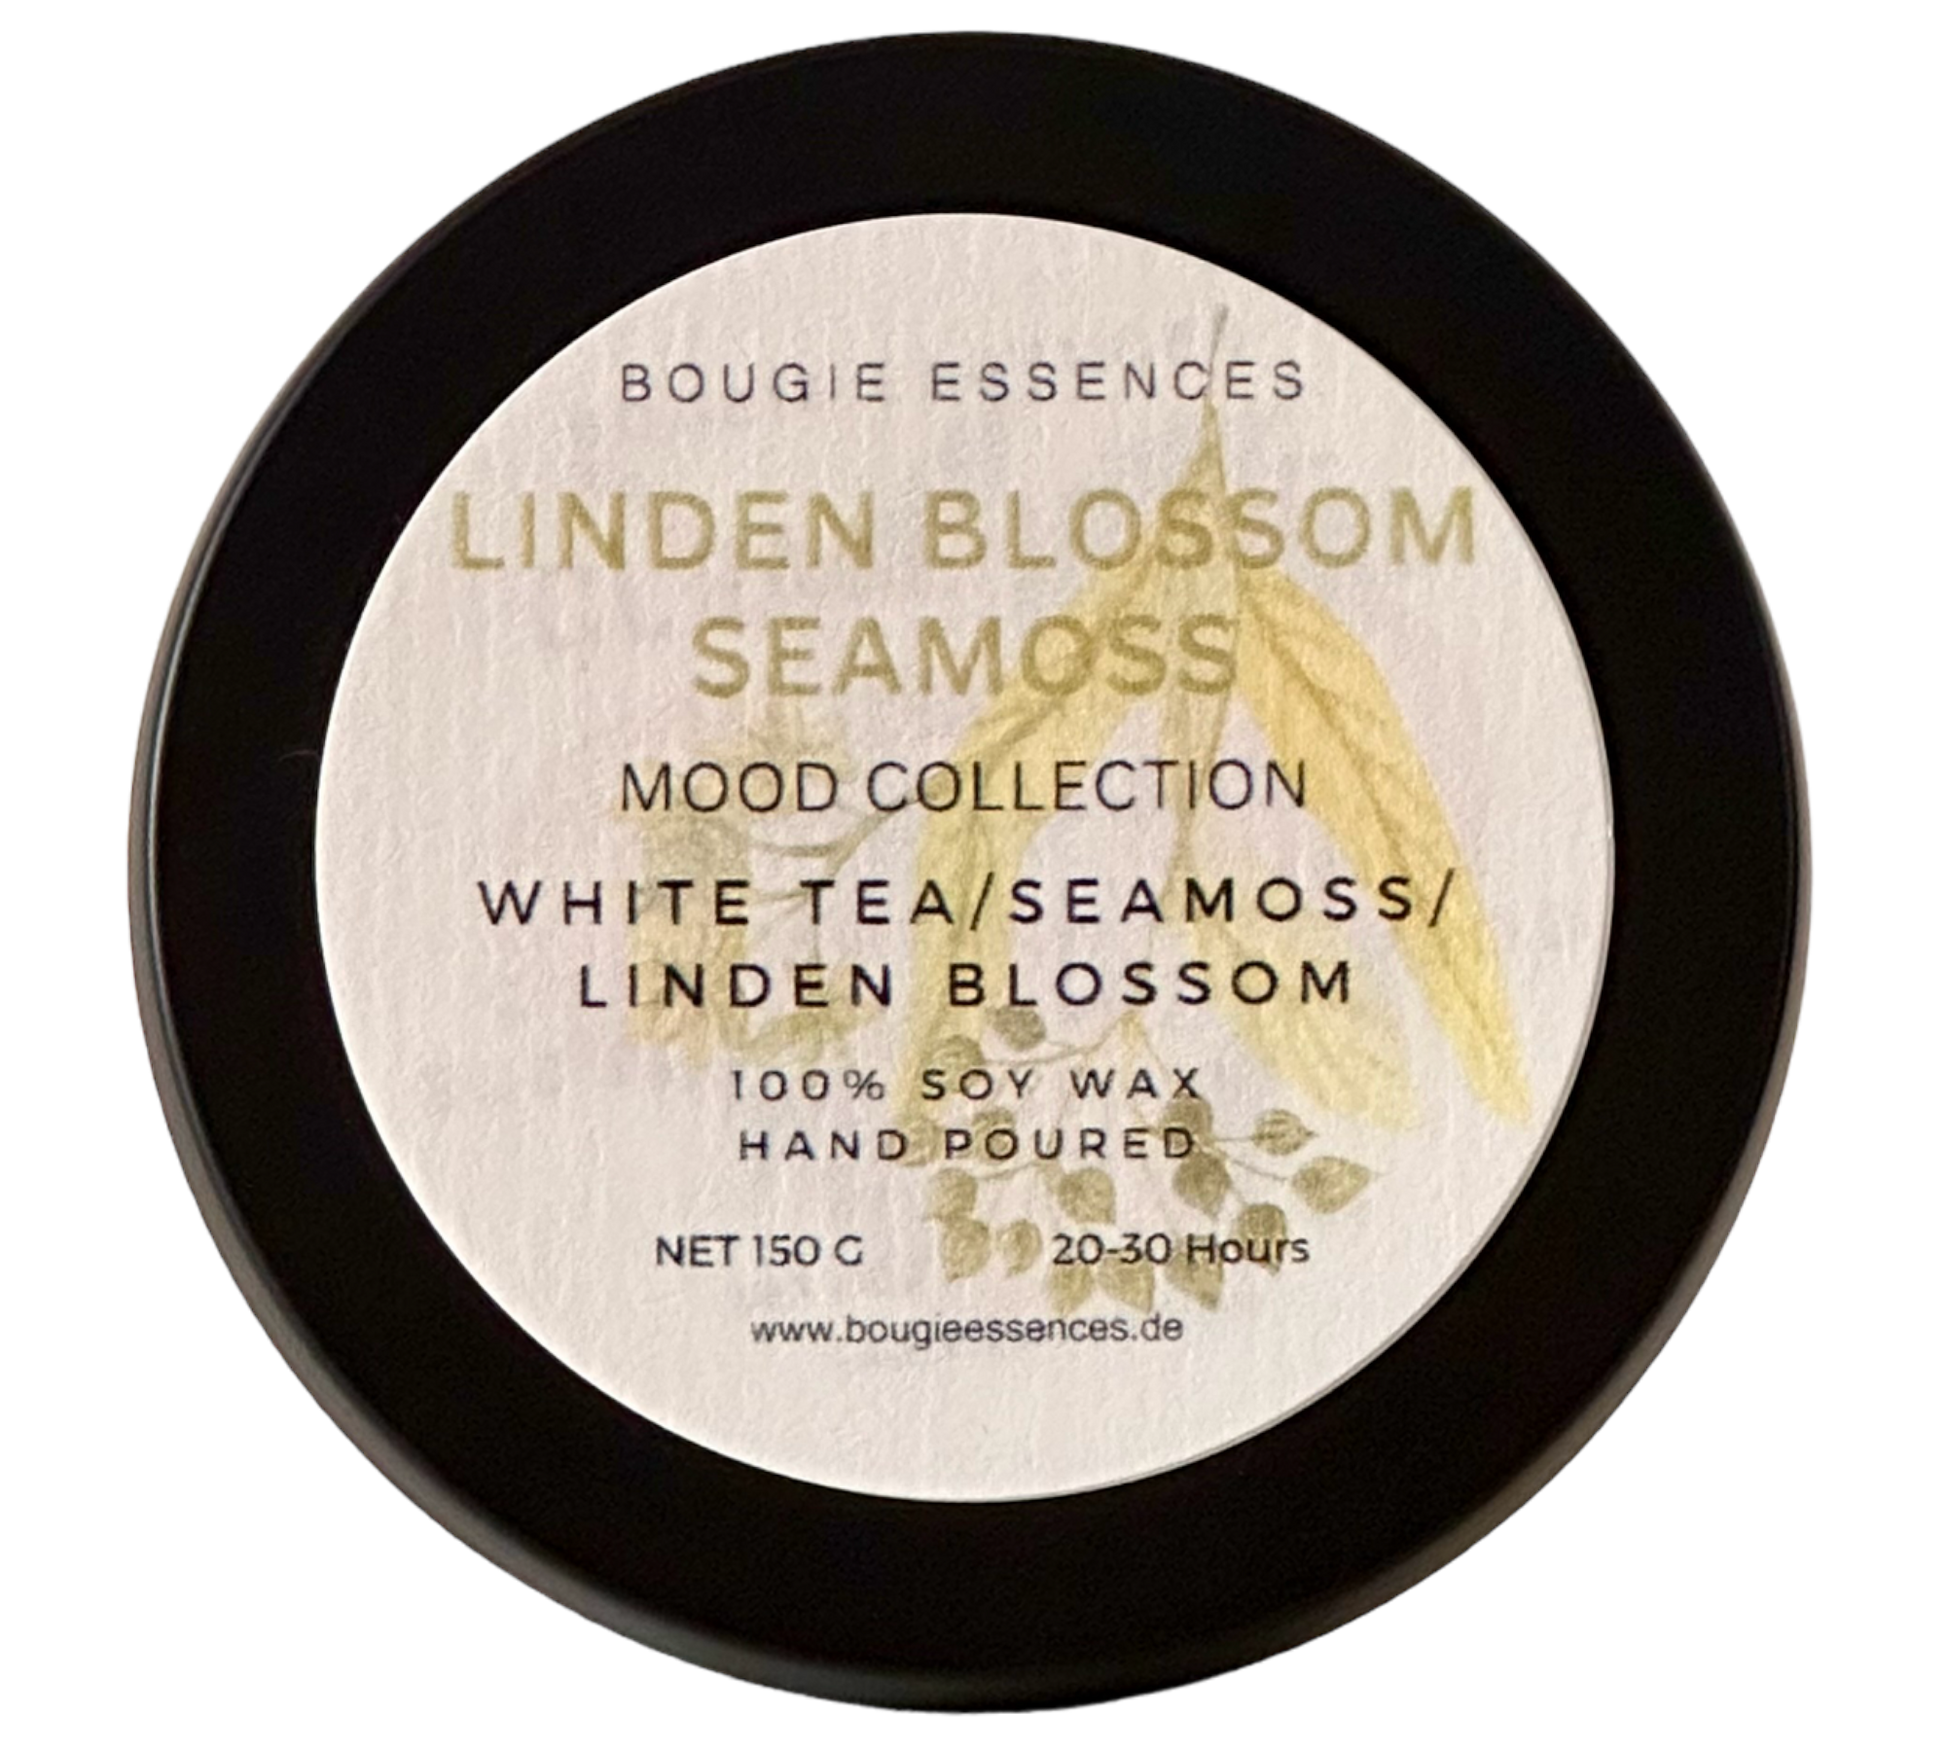 BOUGIE ESSENCES
LINDEN BLOSSOM
SEAMOSS
MOOD COLLECTION
WHITE TEA/SEAMOSS/
LINDEN BLOSSOM
100% SOY WAX
HAND POURED
NET 150 G 20-30 Hours
www.bougieessences.de